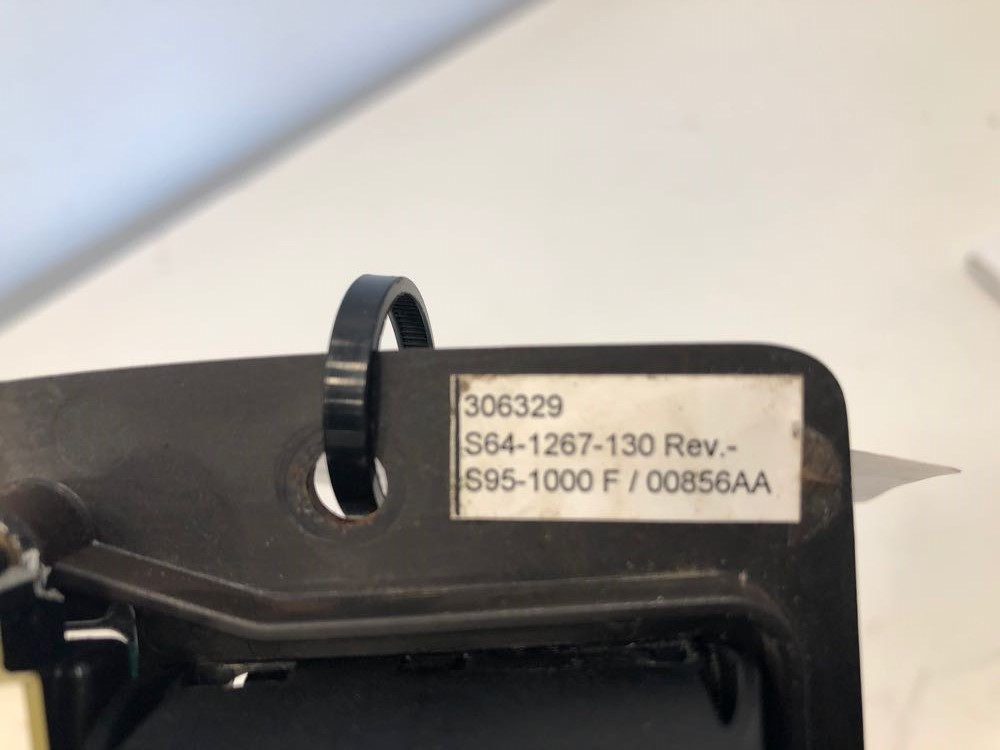 306329
S64-1267-130 Rev.-
S95-1000 F / 00856AA